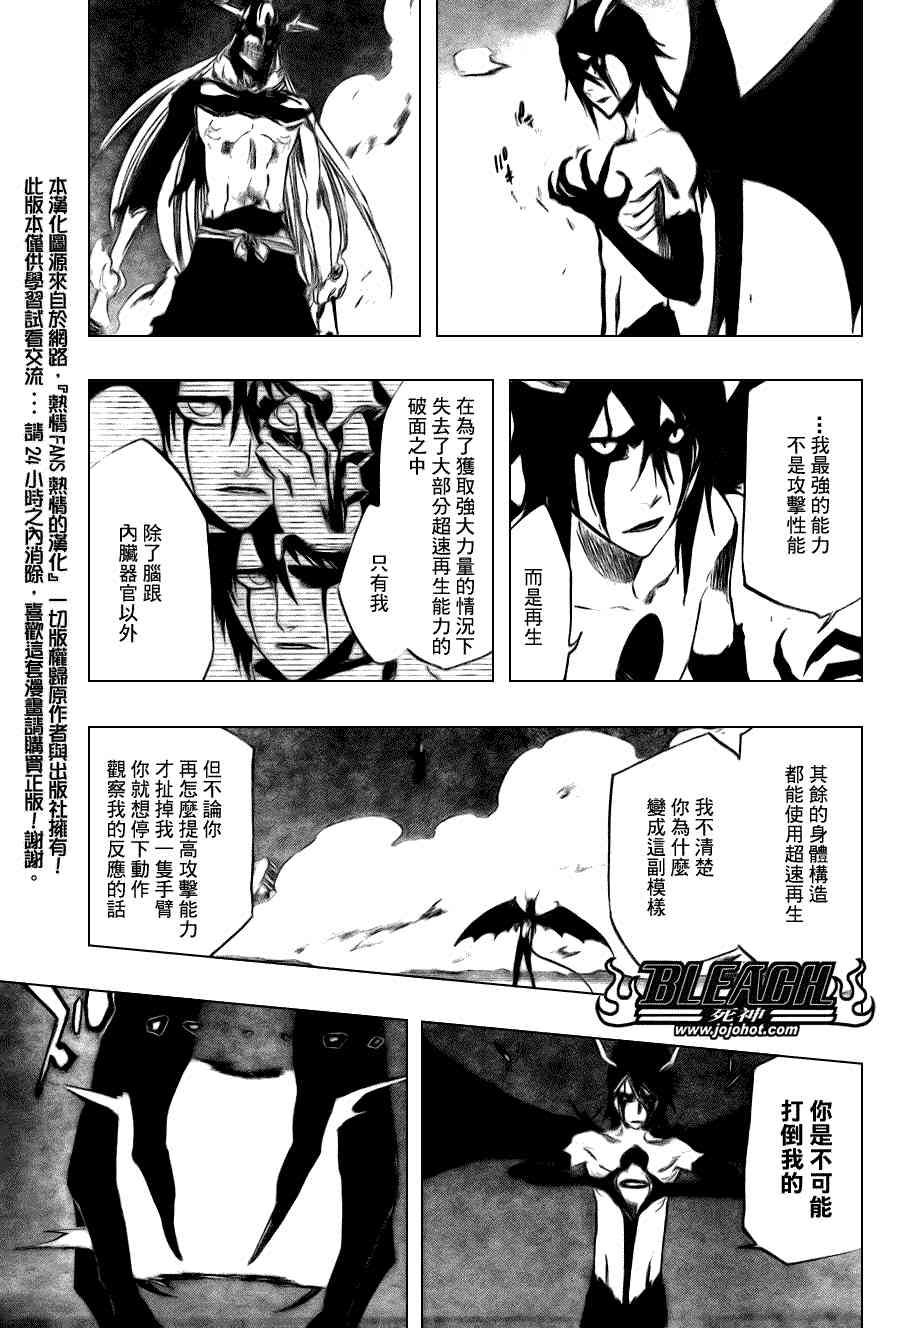 …我最強的能力
不是攻擊性能
而是再生
在為了獲取強大力量的情況下
失去了大部分超速再生能力的
破面之中
只有我
除了腦跟
內臟器官以外
其餘的身體構造
都能使用超速再生
我不清楚
你為什麼
變成這副模樣
但不論你
再怎麼提高攻擊能力
才扯掉我一隻手臂
你就想停下動作
觀察我的反應的話
你是不可能
打倒我的
BLEACH
死神
www.jojohot.com
本漢化圖源來自於網路，『熱情FANS熱情的漢化』一切版權歸原作者與出版社擁有！
此版本僅供學習試看交流...請24小時之內消除，喜歡這套漫畫請購買正版！謝謝。